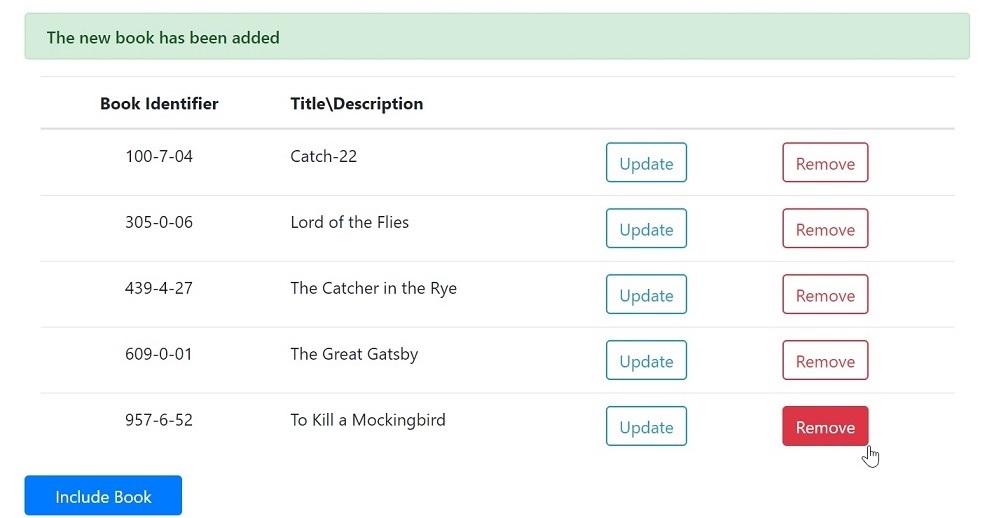 The new book has been added
Book Identifier Title\Description
100-7-04 Catch-22 Update Remove
305-0-06 Lord of the Flies Update Remove
439-4-27 The Catcher in the Rye Update Remove
609-0-01 The Great Gatsby Update Remove
957-6-52 To Kill a Mockingbird Update Remove
Include Book